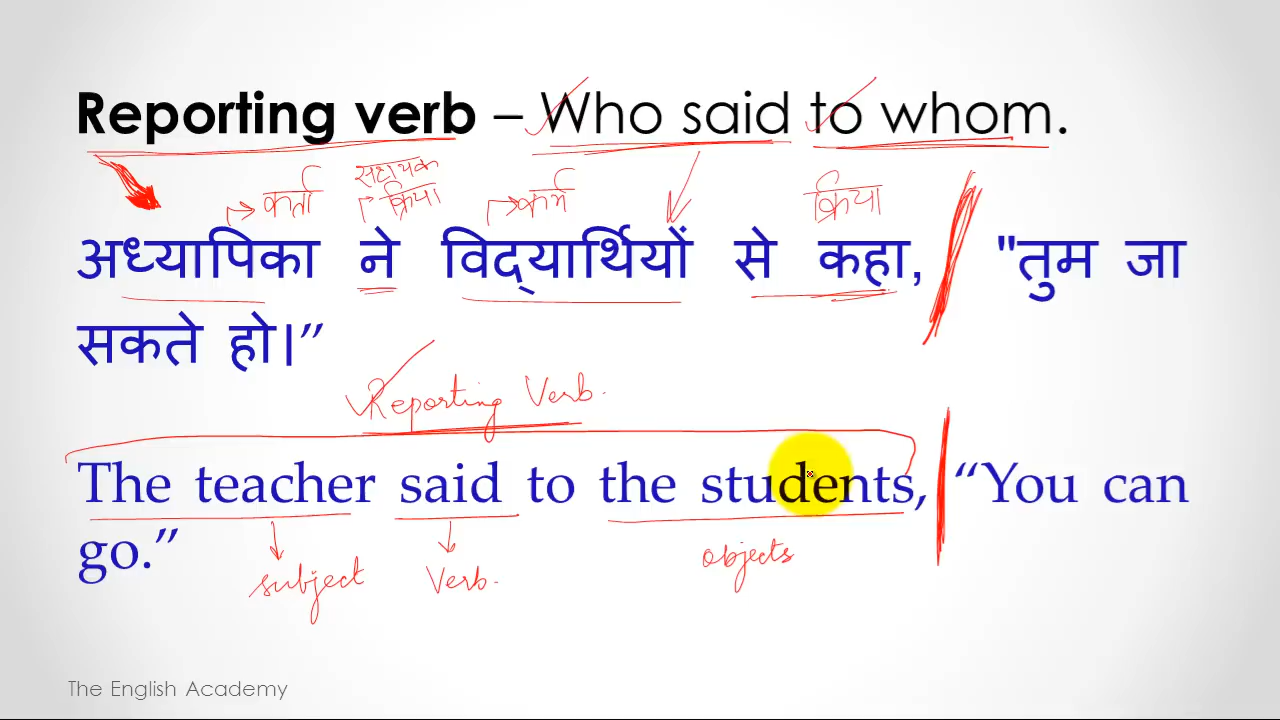 Reporting verb – Who said to whom.
सहायक
कर्ता क्रिया कर्म क्रिया
अध्यापिका ने विद्यार्थियों से कहा, "तुम जा
सकते हो।”
Reporting Verb.
The teacher said to the students, “You can
go.”
subject Verb. objects
The English Academy